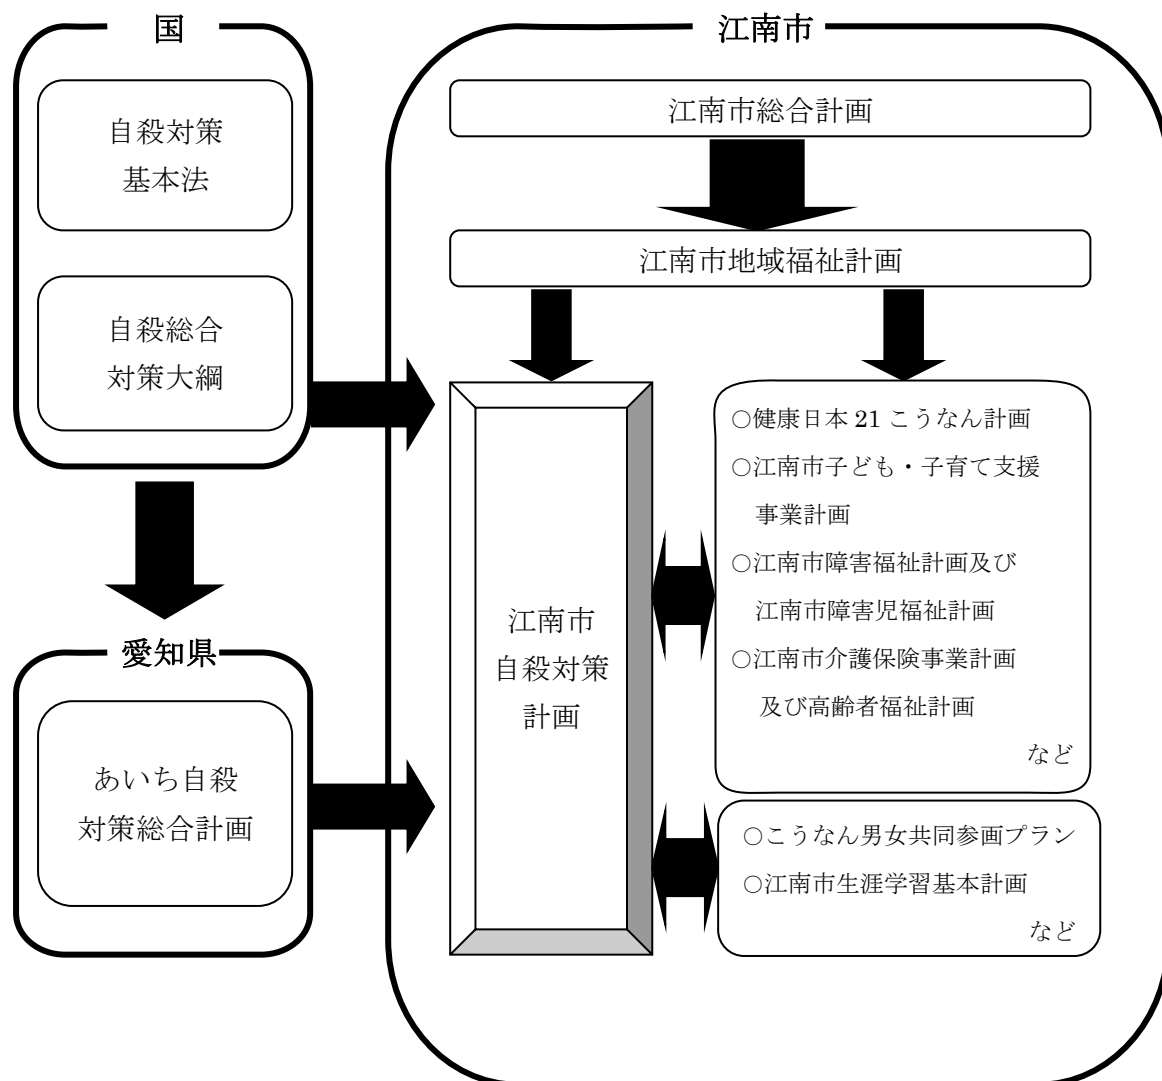 国
自殺対策
基本法
自殺総合
対策大綱
愛知県
あいち自殺
対策総合計画
江南市
江南市総合計画
江南市地域福祉計画
江南市
自殺対策
計画
○健康日本 21 こうなん計画
○江南市子ども・子育て支援
事業計画
○江南市障害福祉計画及び
江南市障害児福祉計画
○江南市介護保険事業計画
及び高齢者福祉計画
など
○こうなん男女共同参画プラン
○江南市生涯学習基本計画
など